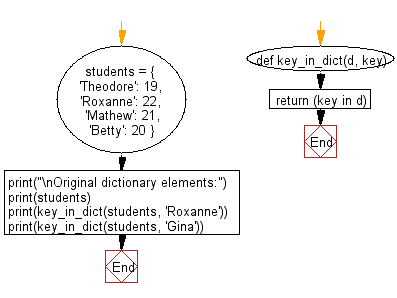 students = {
'Theodore': 19,
'Roxanne': 22,
'Mathew': 21,
'Betty': 20 }
print("\nOriginal dictionary elements:")
print(students)
print(key_in_dict(students, 'Roxanne'))
print(key_in_dict(students, 'Gina'))
End
def key_in_dict(d, key)
return (key in d)
End